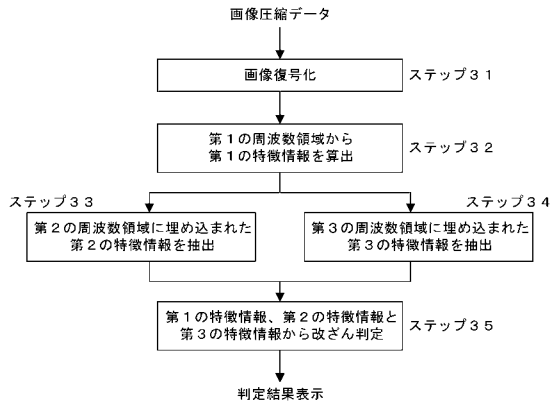 画像圧縮データ
画像復号化
ステップ31
第1の周波数領域から
第1の特徴情報を算出
ステップ32
ステップ33
第2の周波数領域に埋め込まれた
第2の特徴情報を抽出
ステップ34
第3の周波数領域に埋め込まれた
第3の特徴情報を抽出
第1の特徴情報、第2の特徴情報と
第3の特徴情報から改ざん判定
ステップ35
判定結果表示